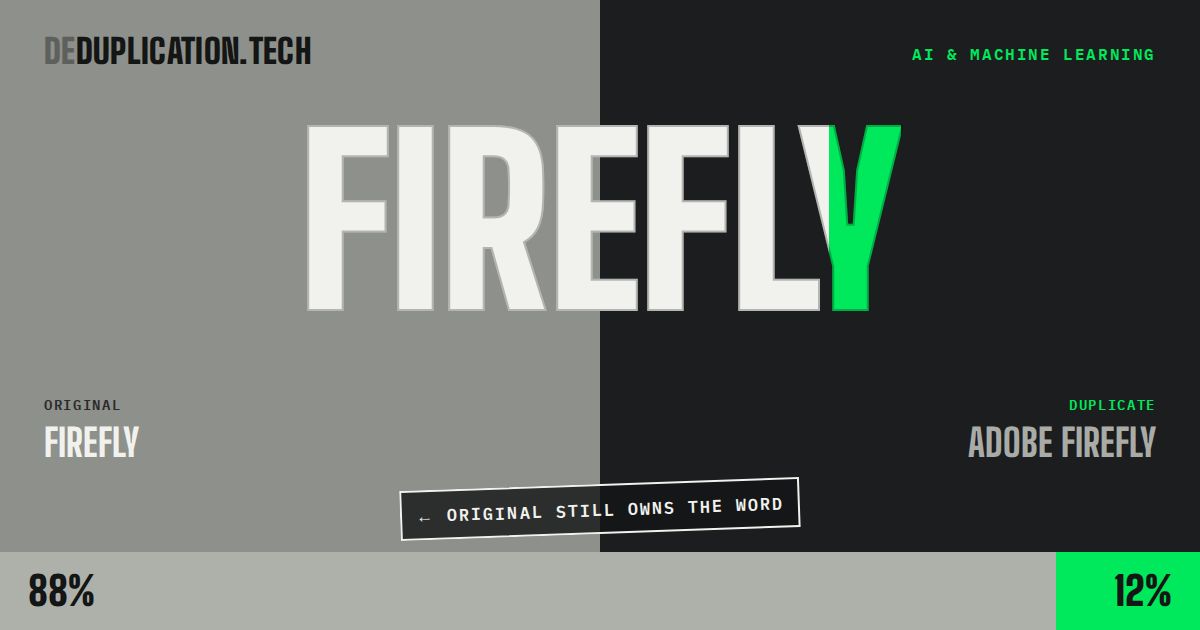 DEDUPLICATION.TECH
AI & MACHINE LEARNING
FIREFLY
ORIGINAL
FIREFLY
DUPLICATE
ADOBE FIREFLY
← ORIGINAL STILL OWNS THE WORD
88%
12%